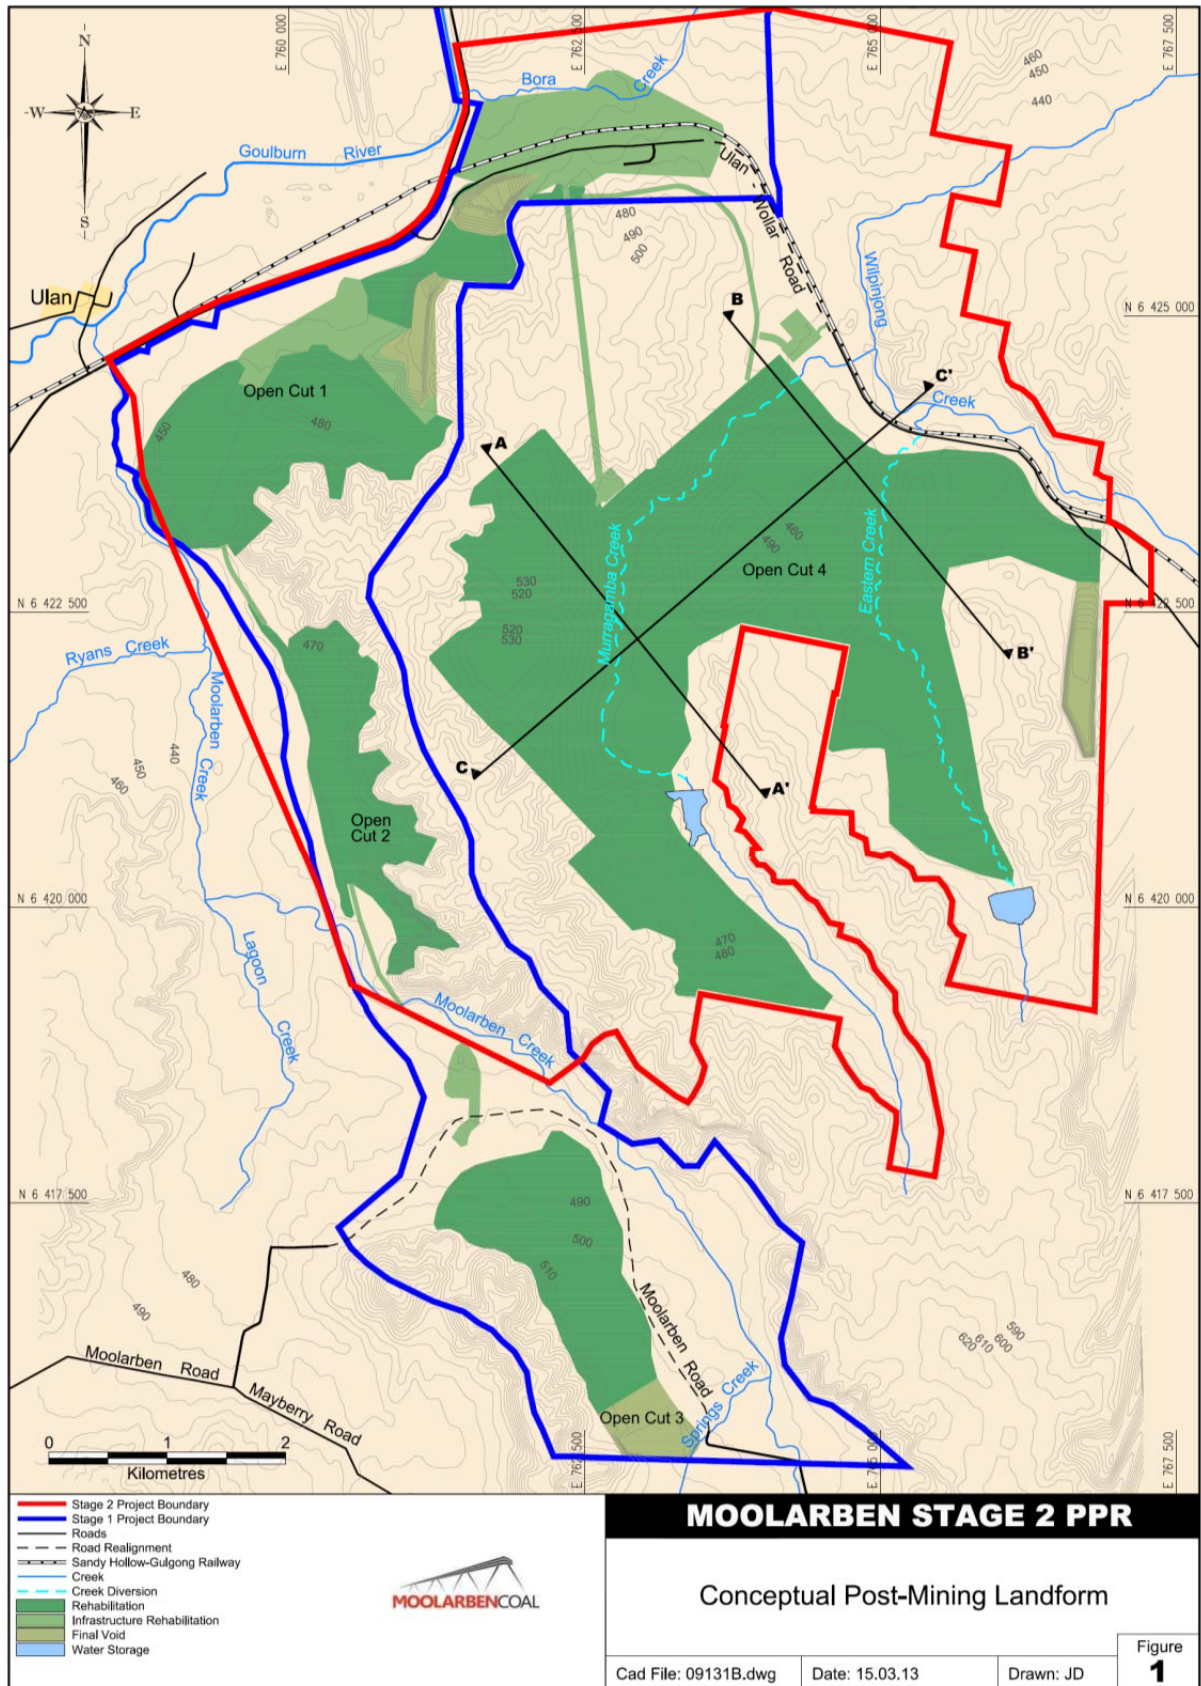 E 760 000
E 762 500
E 765 000
E 767 500
N
W
E
S
Bora
Creek
460
450
440
Goulburn River
Ulan - Wollar Road
480
490
500
Wilpinjong
Creek
Ulan
B
N 6 425 000
C'
Open Cut 1
450
480
A
Murragamba Creek
460
490
Open Cut 4
Eastern Creek
530
520
520
530
N 6 422 500
N 6 422 500
Ryans Creek
470
B'
Moolarben Creek
440
450
460
C
A'
Open
Cut 2
N 6 420 000
N 6 420 000
470
480
Lagoon
Creek
Moolarben Creek
N 6 417 500
N 6 417 500
490
500
510
480
490
Moolarben Road
590
600
610
620
Moolarben Road
Mayberry Road
Open Cut 3
Springs Creek
0
1
2
Kilometres
E 762 500
E 765 000
E 767 500
Stage 2 Project Boundary
Stage 1 Project Boundary
Roads
Road Realignment
Sandy Hollow-Gulgong Railway
Creek
Creek Diversion
Rehabilitation
Infrastructure Rehabilitation
Final Void
Water Storage
MOOLARBENCOAL
MOOLARBEN STAGE 2 PPR
Conceptual Post-Mining Landform
Cad File: 09131B.dwg
Date: 15.03.13
Drawn: JD
Figure
1